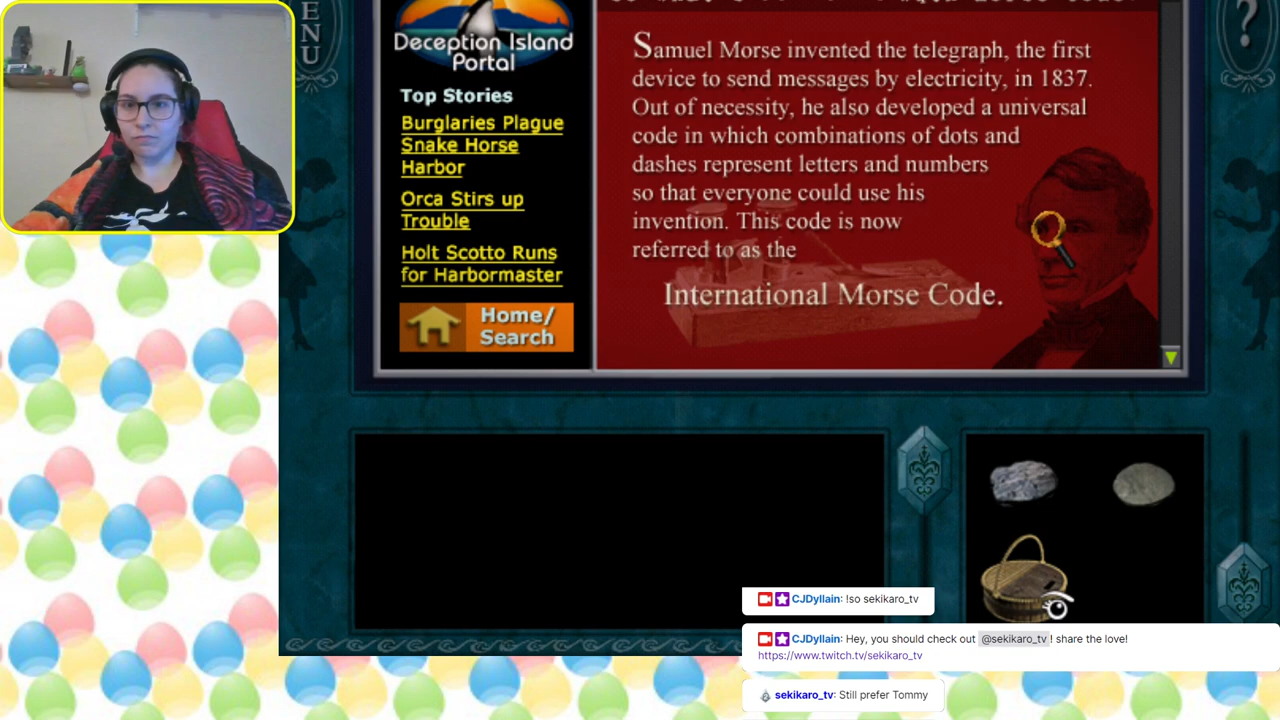 MENU
?
Deception Island
Portal
Top Stories
Burglaries Plague
Snake Horse
Harbor
Orca Stirs up
Trouble
Holt Scotto Runs
for Harbormaster
Home/
Search
Samuel Morse invented the telegraph, the first
device to send messages by electricity, in 1837.
Out of necessity, he also developed a universal
code in which combinations of dots and
dashes represent letters and numbers
so that everyone could use his
invention. This code is now
referred to as the
International Morse Code.
CJDyllain: !so sekikaro_tv
CJDyllain: Hey, you should check out @sekikaro_tv ! share the love!
https://www.twitch.tv/sekikaro_tv
sekikaro_tv: Still prefer Tommy